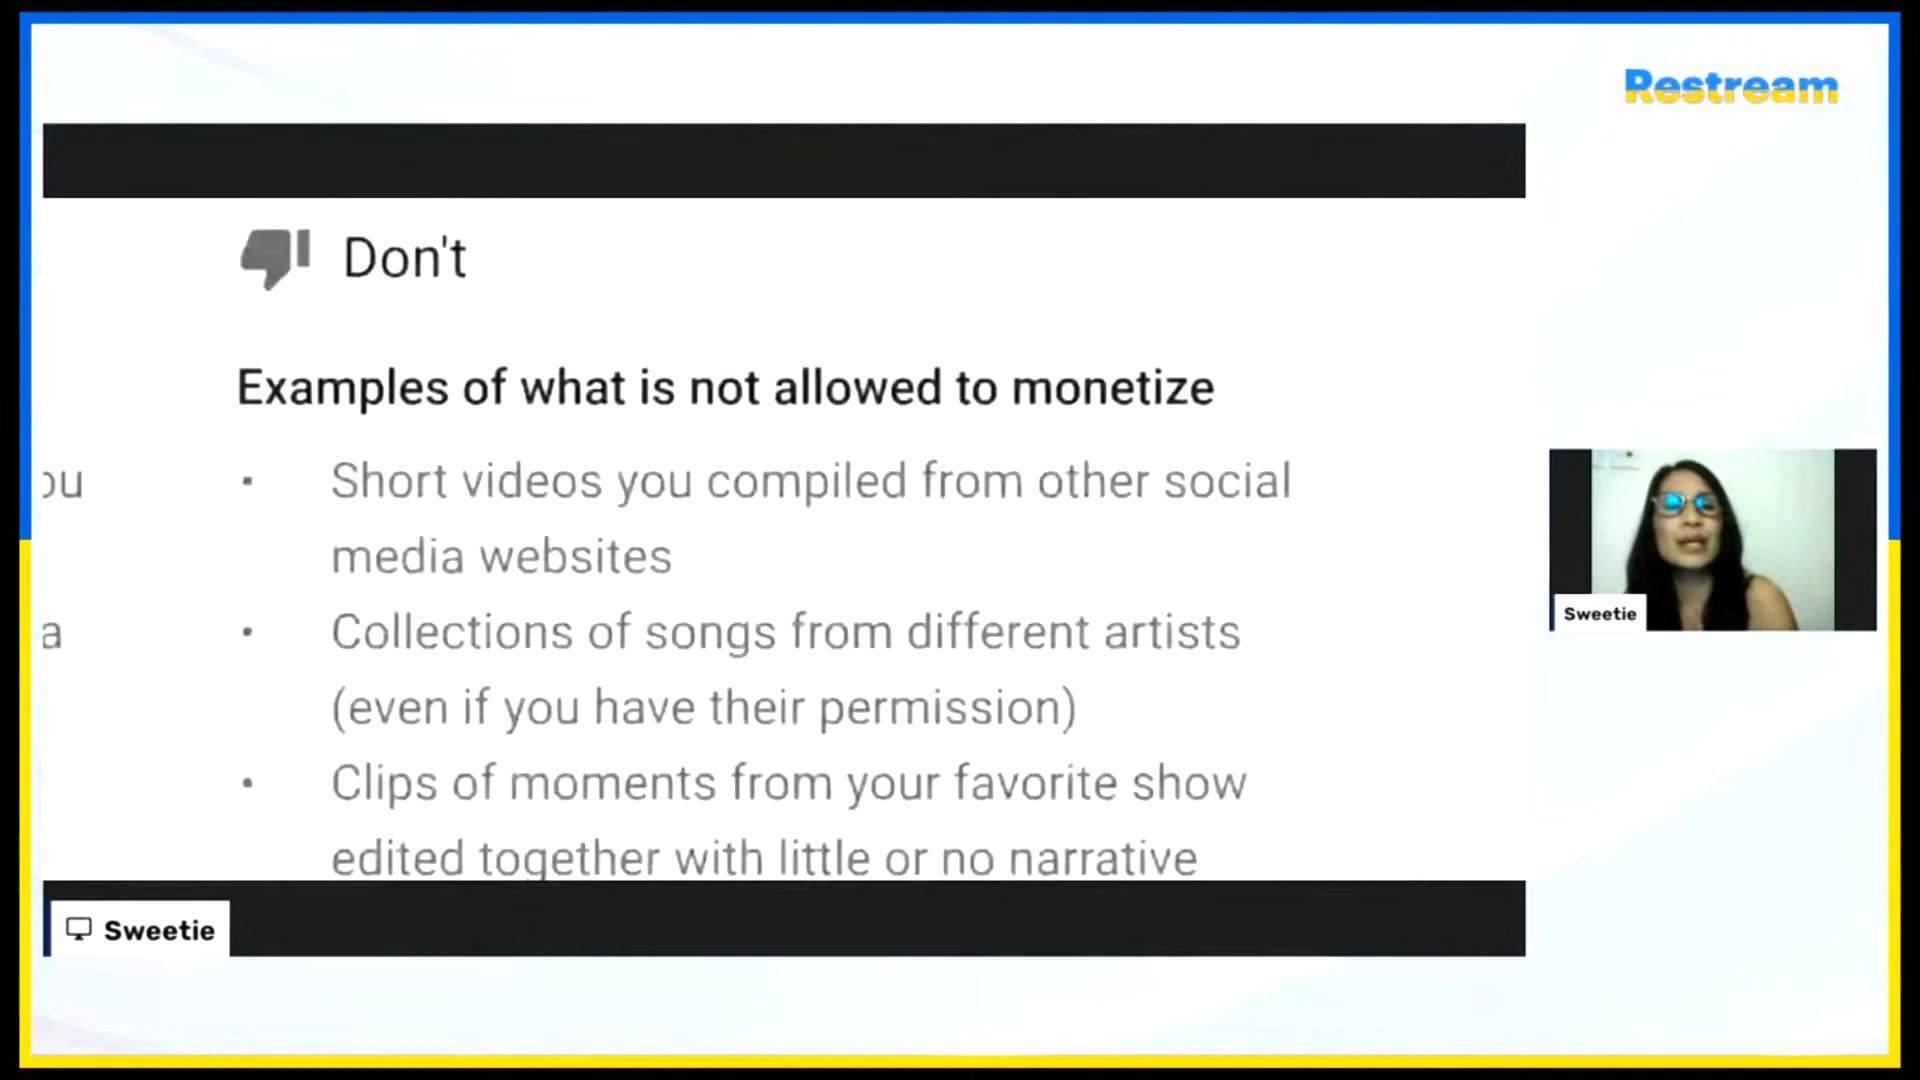 Restream
Don't
Examples of what is not allowed to monetize
ou
• Short videos you compiled from other social
media websites
a
• Collections of songs from different artists
(even if you have their permission)
• Clips of moments from your favorite show
edited together with little or no narrative
Sweetie
Sweetie